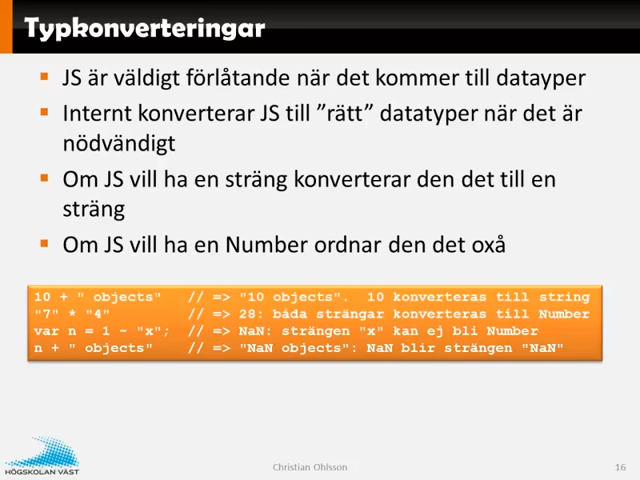 Typkonverteringar
JS är väldigt förlåtande när det kommer till datayper
Internt konverterar JS till ”rätt” datatyper när det är
nödvändigt
Om JS vill ha en sträng konverterar den det till en
sträng
Om JS vill ha en Number ordnar den det oxå
10 + " objects" // => "10 objects". 10 konverteras till string
"7" * "4" // => 28: båda strängar konverteras till Number
var n = 1 - "x"; // => NaN: strängen "x" kan ej bli Number
n + " objects" // => "NaN objects": NaN blir strängen "NaN"
HÖGSKOLAN VÄST
Christian Ohlsson
16